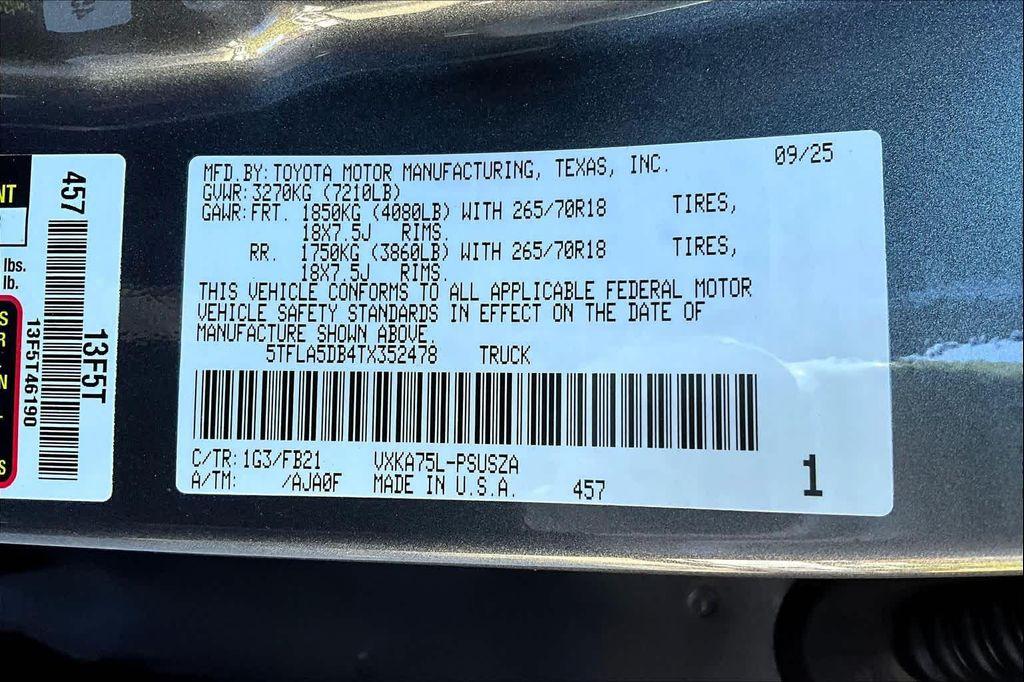 MFD.BY: TOYOTA MOTOR MANUFACTURING, TEXAS, INC. 09/25
GVWR: 3270KG (7210LB)
GAWR: FRT. 1850KG (4080LB) WITH 265/70R18 TIRES,
18X7.5J RIMS.
RR. 1750KG (3860LB) WITH 265/70R18 TIRES,
18X7.5J RIMS.
THIS VEHICLE CONFORMS TO ALL APPLICABLE FEDERAL MOTOR
VEHICLE SAFETY STANDARDS IN EFFECT ON THE DATE OF
MANUFACTURE SHOWN ABOVE.
5TFLA5DB4TX352478 TRUCK
C/TR: 1G3/FB21 VXKA75L-PSUSZA
A/TM: /AJA0F MADE IN U.S.A. 457 1
457
13F5T
13F5T46190
NT
lbs.
lb.